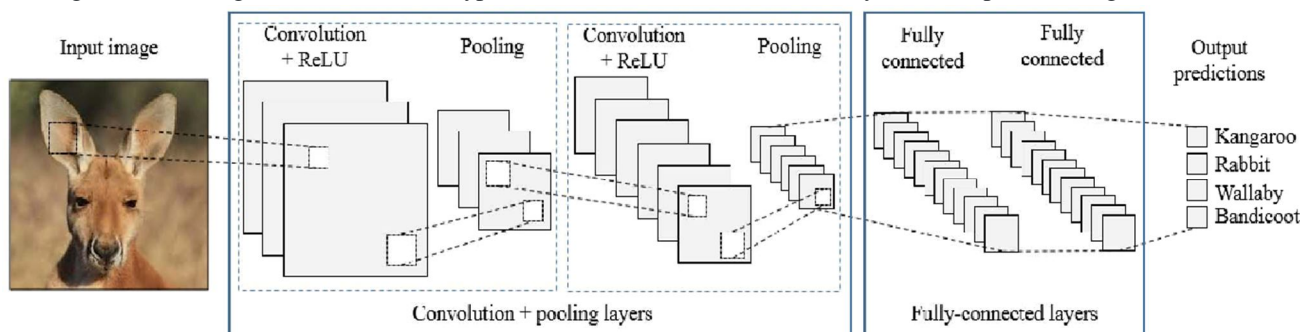 Input image
Convolution
+ ReLU
Pooling
Convolution
+ ReLU
Pooling
Fully
connected
Fully
connected
Output
predictions
Kangaroo
Rabbit
Wallaby
Bandicoot
Convolution + pooling layers
Fully-connected layers